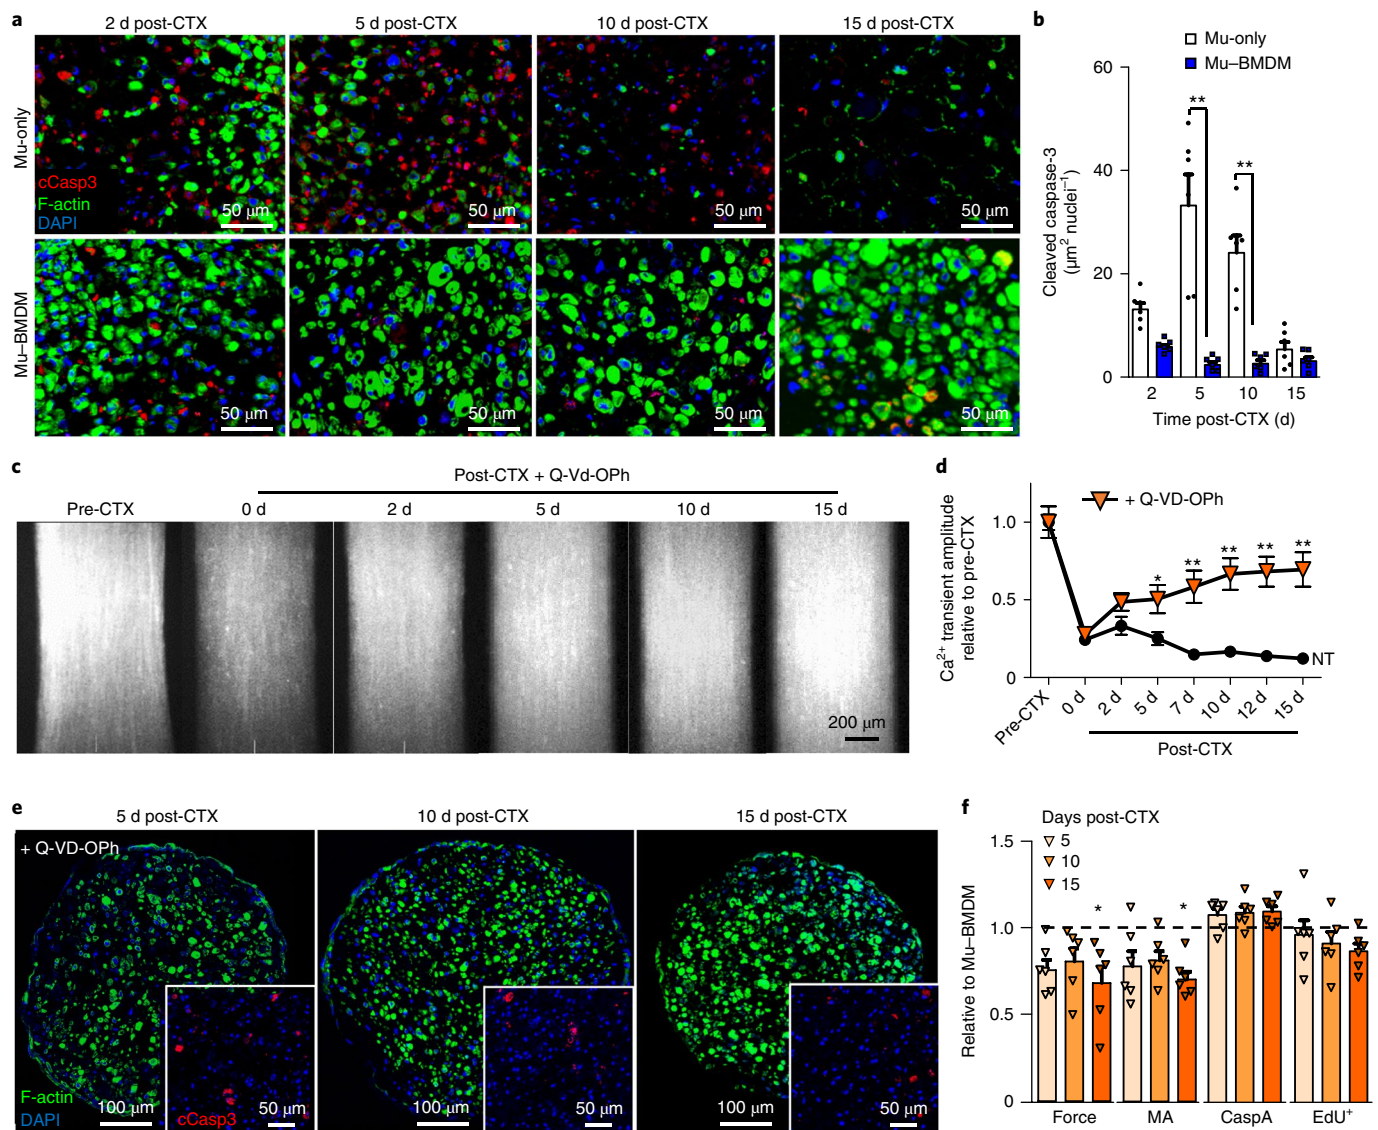 a
2 d post-CTX
5 d post-CTX
10 d post-CTX
15 d post-CTX
Mu-only
cCasp3
F-actin
DAPI
50 μm
50 μm
50 μm
50 μm
Mu–BMDM
50 μm
50 μm
50 μm
50 μm
b
Mu-only
Mu–BMDM
Cleaved caspase-3
(μm² nuclei⁻¹)
60
40
20
0
**
**
2
5
10
15
Time post-CTX (d)
c
Post-CTX + Q-Vd-OPh
Pre-CTX
0 d
2 d
5 d
10 d
15 d
200 μm
d
+ Q-VD-OPh
Ca²⁺ transient amplitude
relative to pre-CTX
1.0
0.5
0
*
**
**
**
**
NT
Pre-CTX
0 d
2 d
5 d
7 d
10 d
12 d
15 d
Post-CTX
e
5 d post-CTX
10 d post-CTX
15 d post-CTX
+ Q-VD-OPh
F-actin
DAPI
100 μm
cCasp3
50 μm
100 μm
50 μm
100 μm
50 μm
f
Days post-CTX
5
10
15
Relative to Mu–BMDM
1.5
1.0
0.5
0
*
*
Force
MA
CaspA
EdU⁺